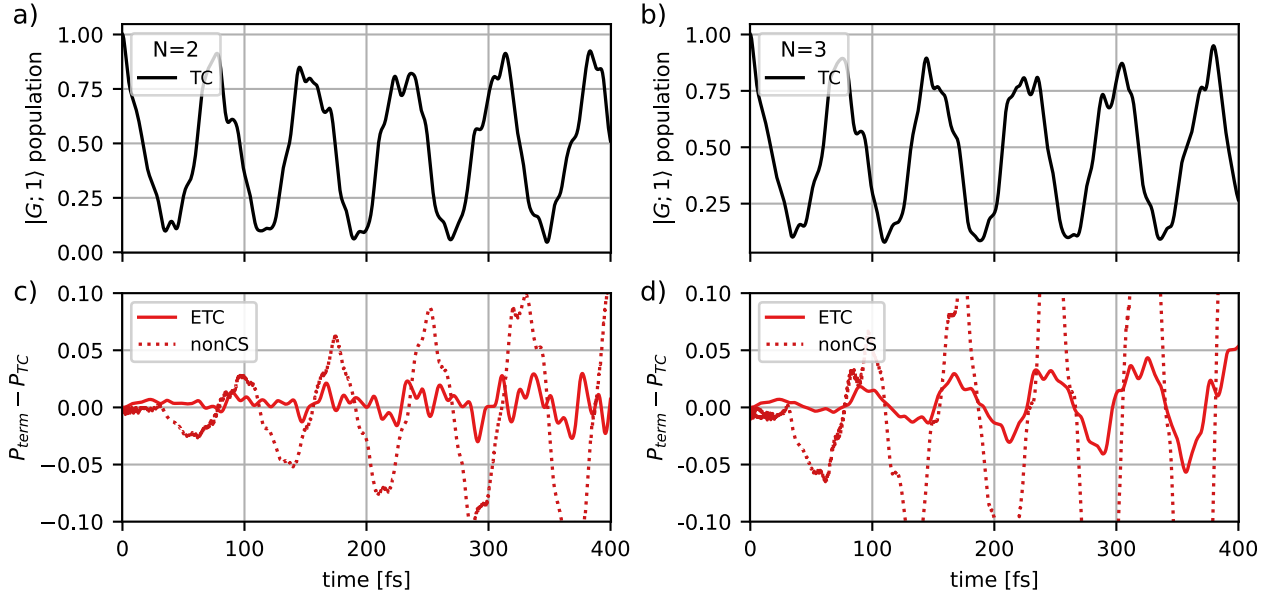 a)
1.00
0.75
0.50
0.25
0.00
|G; 1⟩ population
N=2
TC
b)
1.00
0.75
0.50
0.25
|G; 1⟩ population
N=3
TC
c)
0.10
0.05
0.00
−0.05
−0.10
P_term − P_TC
ETC
nonCS
0
100
200
300
400
time [fs]
d)
0.10
0.05
0.00
-0.05
-0.10
P_term − P_TC
ETC
nonCS
0
100
200
300
400
time [fs]